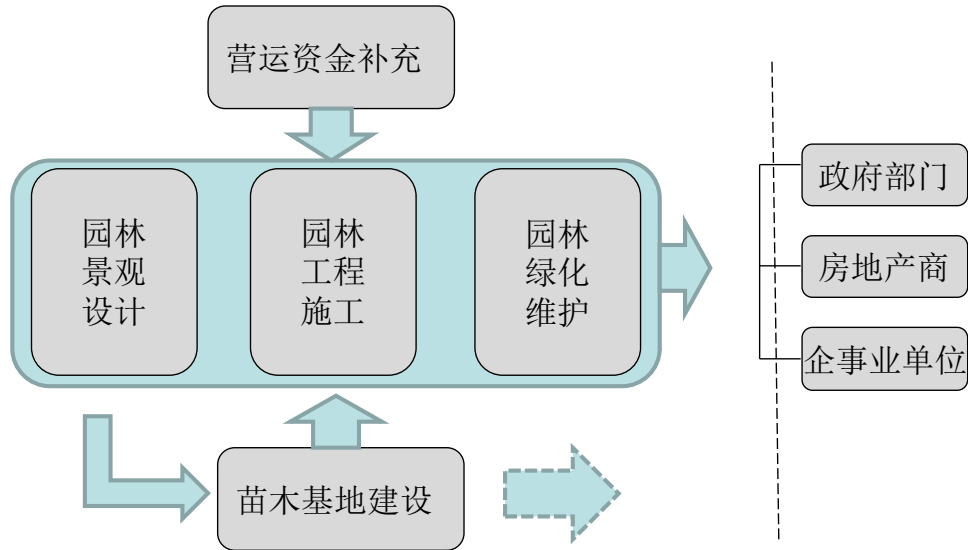 营运资金补充
园林
景观
设计
园林
工程
施工
园林
绿化
维护
政府部门
房地产商
企事业单位
苗木基地建设